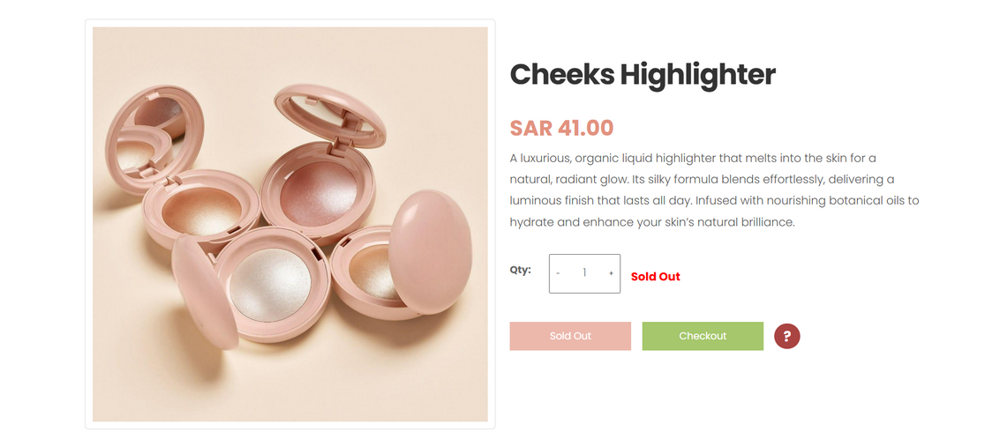 Cheeks Highlighter
SAR 41.00
A luxurious, organic liquid highlighter that melts into the skin for a
natural, radiant glow. Its silky formula blends effortlessly, delivering a
luminous finish that lasts all day. Infused with nourishing botanical oils to
hydrate and enhance your skin’s natural brilliance.
Qty: - 1 + Sold Out
Sold Out Checkout ?